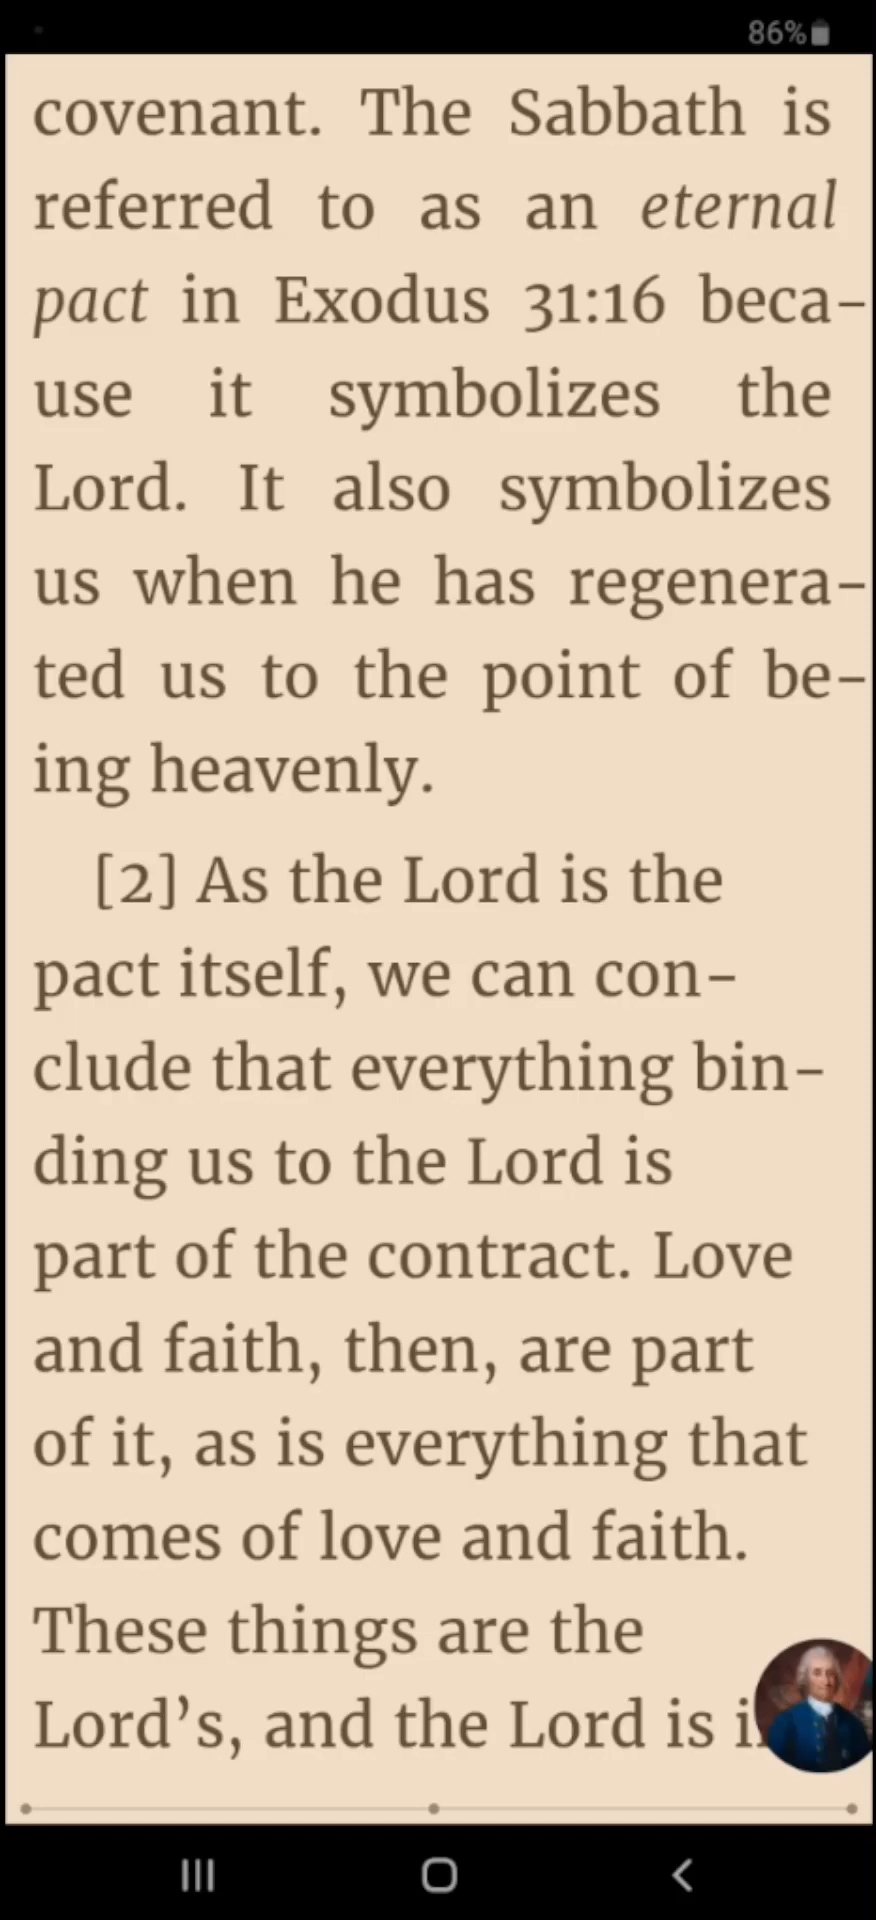 86%
covenant. The Sabbath is
referred to as an eternal
pact in Exodus 31:16 beca-
use it symbolizes the
Lord. It also symbolizes
us when he has regenera-
ted us to the point of be-
ing heavenly.
[2] As the Lord is the
pact itself, we can con-
clude that everything bin-
ding us to the Lord is
part of the contract. Love
and faith, then, are part
of it, as is everything that
comes of love and faith.
These things are the
Lord’s, and the Lord is